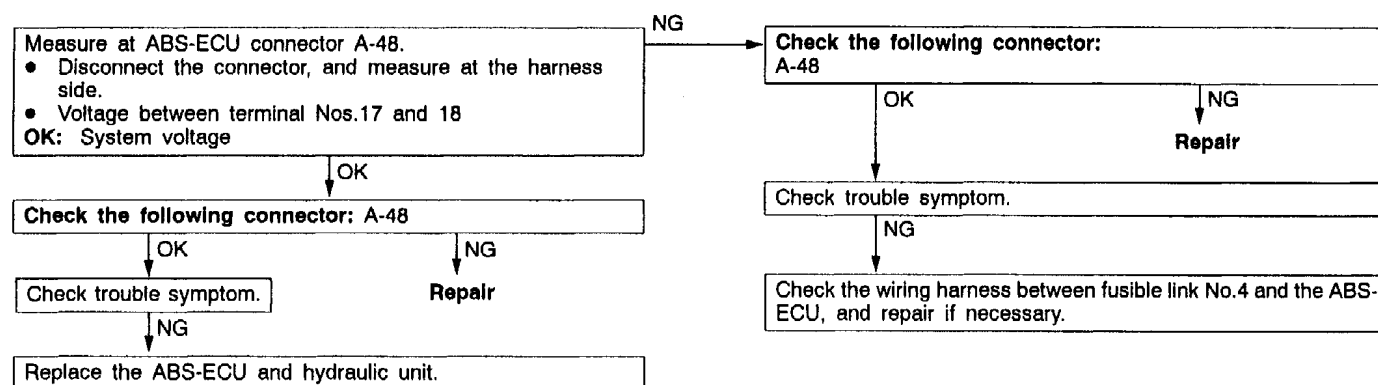 Measure at ABS-ECU connector A-48.
● Disconnect the connector, and measure at the harness
side.
● Voltage between terminal Nos.17 and 18
OK: System voltage
NG
Check the following connector:
A-48
OK
NG
Repair
Check trouble symptom.
NG
Check the wiring harness between fusible link No.4 and the ABS-
ECU, and repair if necessary.
OK
Check the following connector: A-48
OK
NG
Check trouble symptom.
Repair
NG
Replace the ABS-ECU and hydraulic unit.